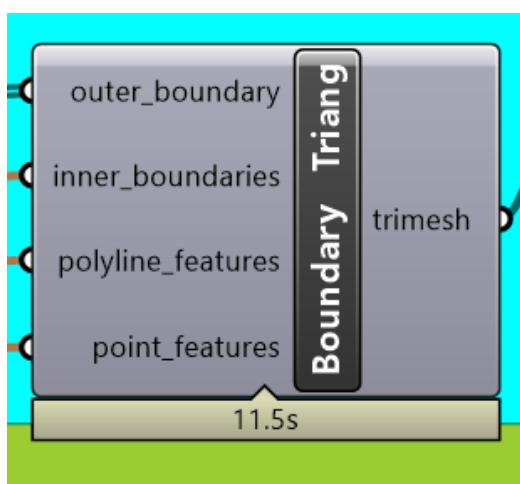 outer_boundary
inner_boundaries
polyline_features
point_features
Boundary Triang
trimesh
11.5s